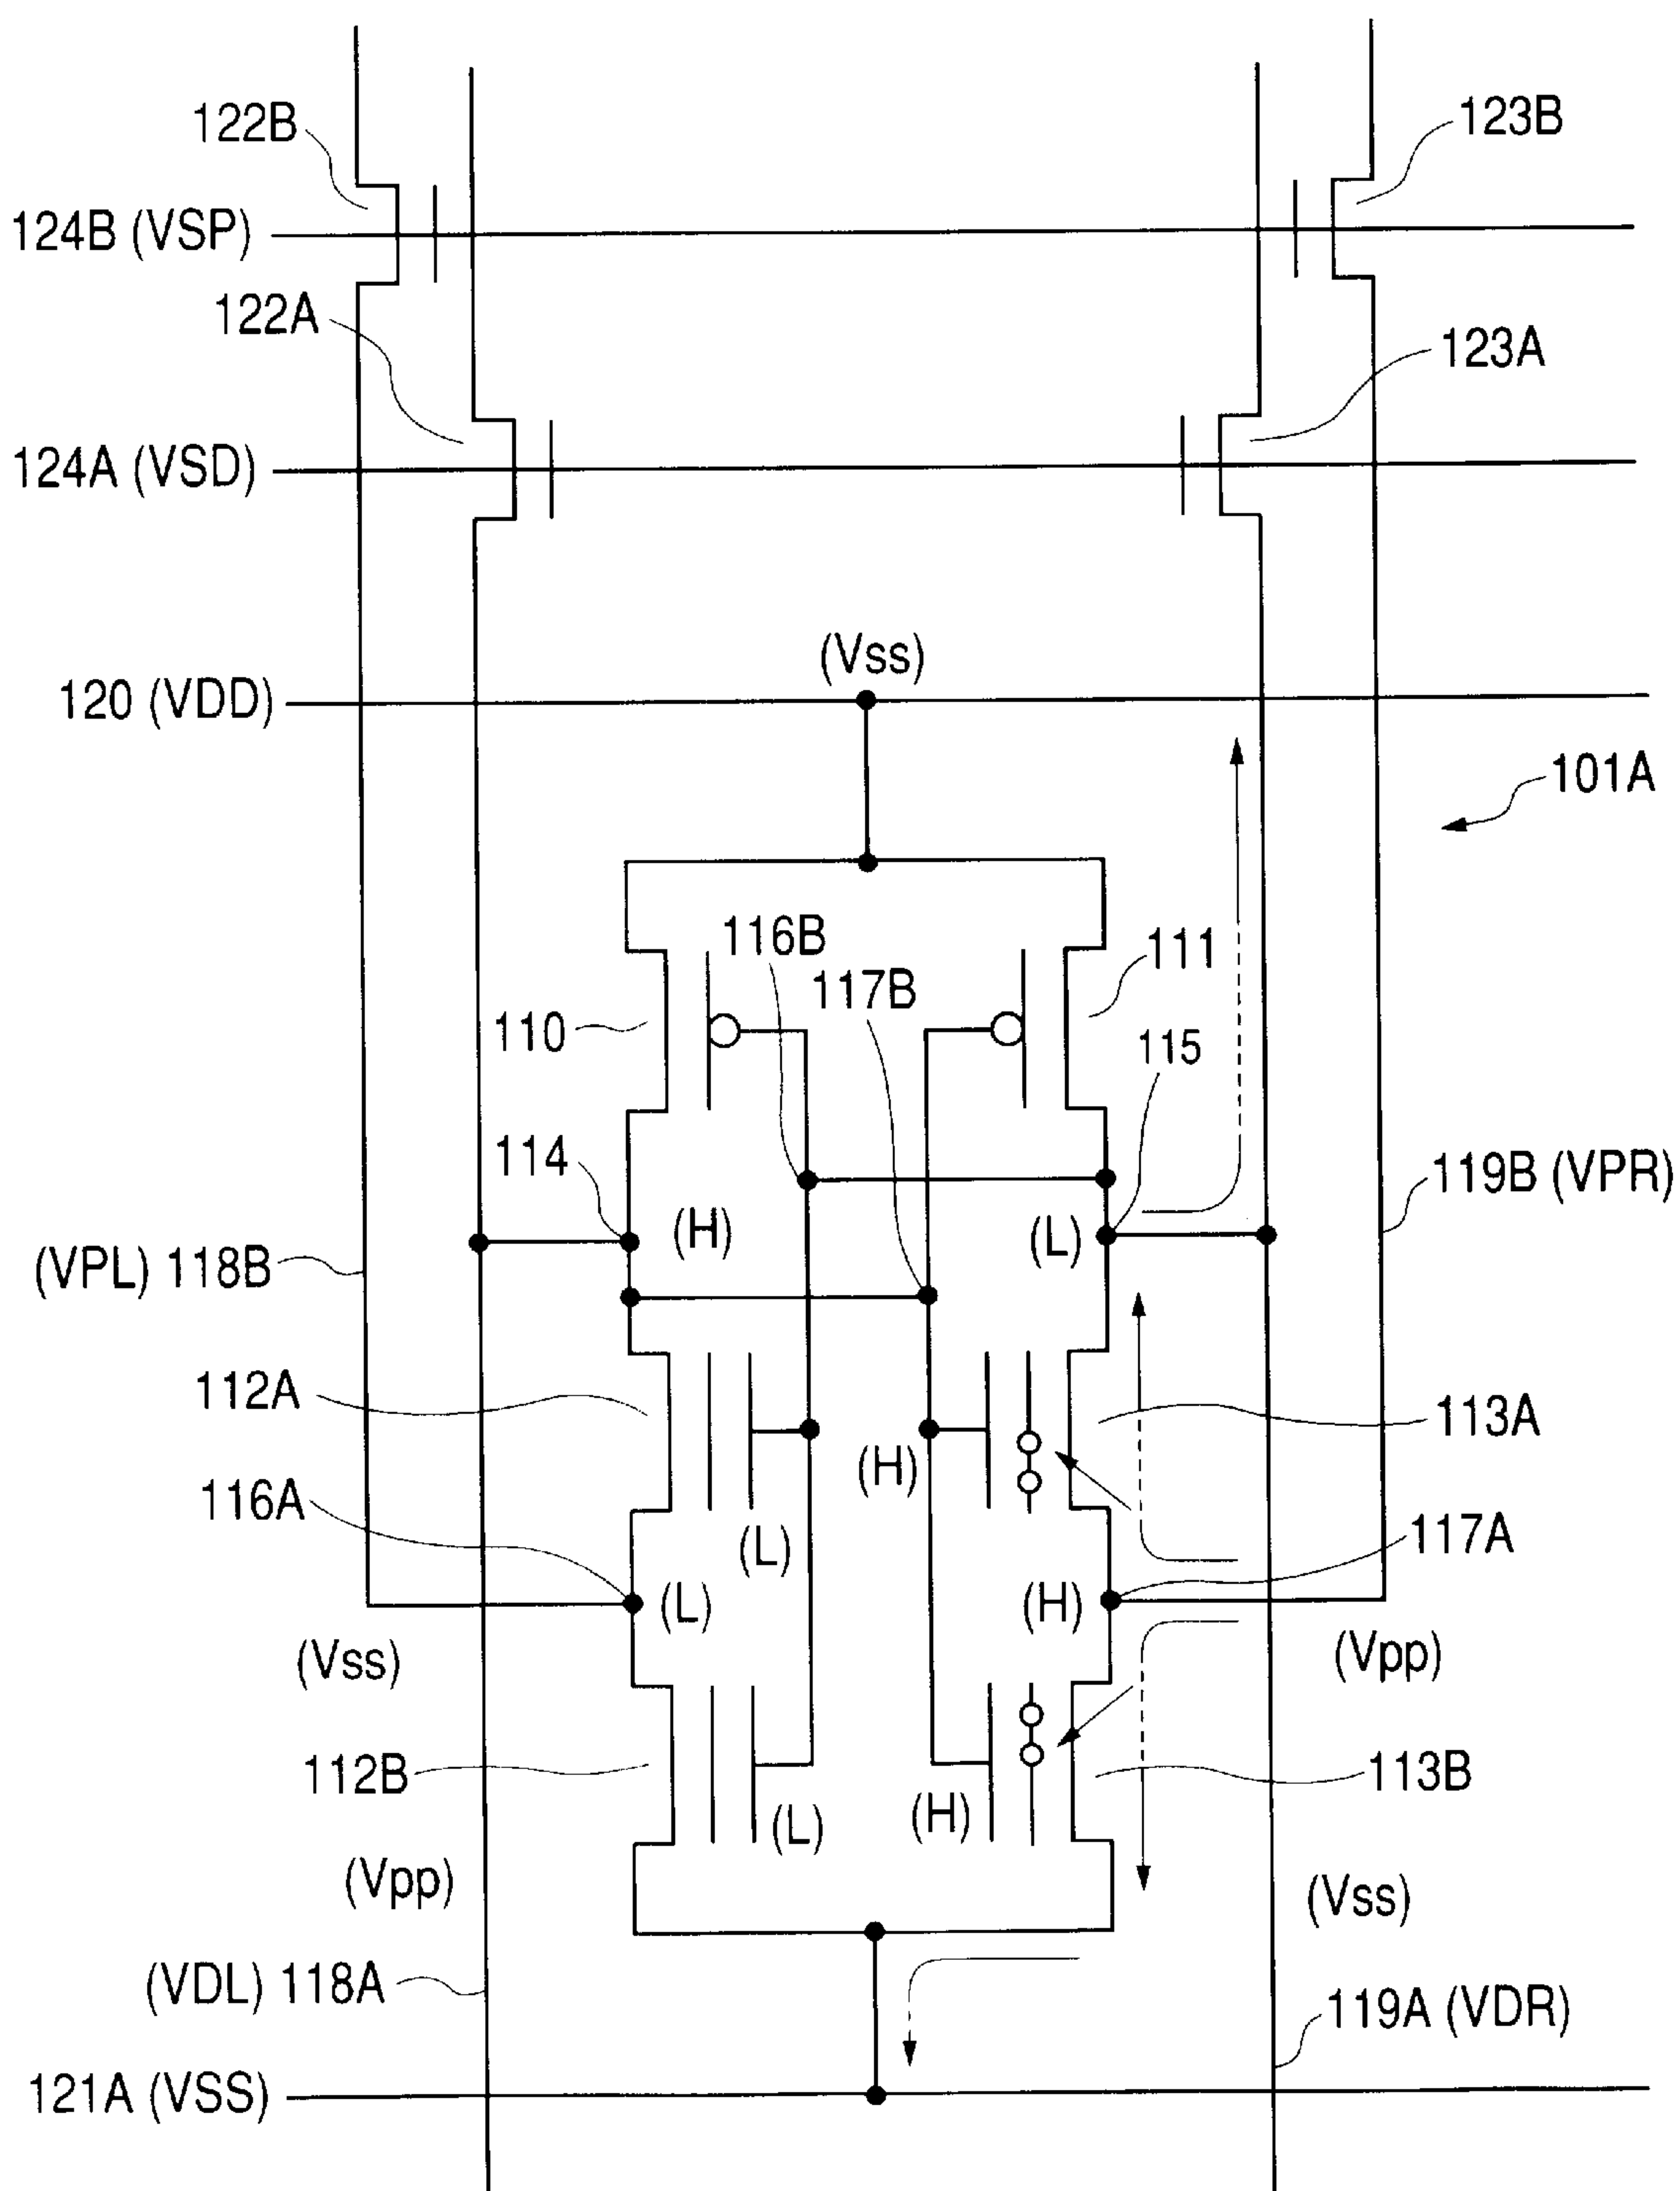 122B
123B
124B (VSP)
122A
123A
124A (VSD)
(Vss)
120 (VDD)
101A
116B
111
117B
110
115
114
119B (VPR)
(H)
(L)
(VPL) 118B
112A
113A
(H)
116A
(L)
117A
(L)
(H)
(Vss)
(Vpp)
112B
113B
(H)
(L)
(Vpp)
(Vss)
(VDL) 118A
119A (VDR)
121A (VSS)